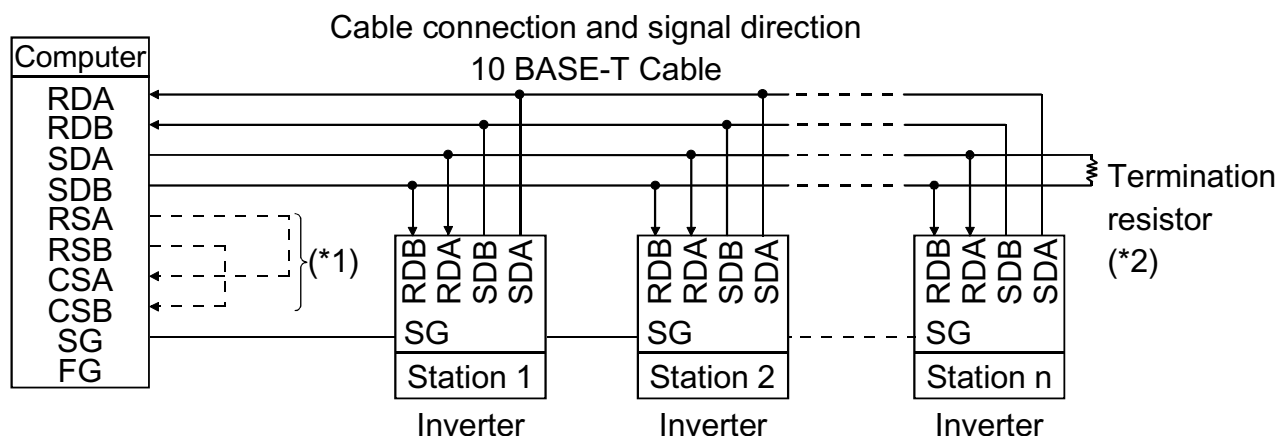 Cable connection and signal direction
10 BASE-T Cable
Computer
RDA
RDB
SDA
SDB
RSA
RSB
CSA
CSB
SG
FG
(*1)
RDB
RDA
SDB
SDA
SG
Station 1
Inverter
RDB
RDA
SDB
SDA
SG
Station 2
Inverter
RDB
RDA
SDB
SDA
SG
Station n
Inverter
Termination
resistor
(*2)